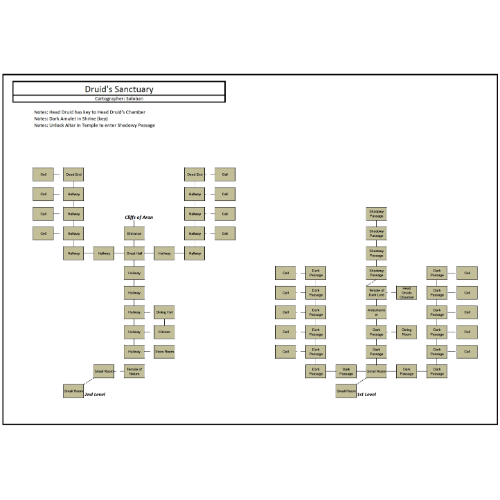 Druid's Sanctuary
Cartographer: Salokan
Notes: Head Druid has key to Head Druid's Chamber
Notes: Dark Amulet in Shrine (key)
Notes: Unlock Altar in Temple to enter Shadowy Passage
Cell Dead End Dead End Cell
Cell Hallway Hallway Cell
Cell Hallway Hallway Cell
Cell Hallway Hallway Cell
Cliffs of Aran
Entrance
Hallway Hallway Great Hall Hallway Hallway
Hallway
Hallway
Hallway Dining Hall
Hallway Kitchen
Hallway Store Room
Small Room Temple of Nature
Small Room 2nd Level
Shadowy Passage
Shadowy Passage
Shadowy Passage
Cell Dark Passage Shadowy Passage Dark Passage Cell
Cell Dark Passage Temple of Dark Lord Head Druids Chamber Dark Passage Cell
Cell Dark Passage Dark Passage Cell
Cell Dark Passage Dark Passage Dining Room Dark Passage Cell
Cell Dark Passage Dark Passage Dark Passage Cell
Dark Passage Dark Passage Small Room Dark Passage Dark Passage
Small Room 1st Level